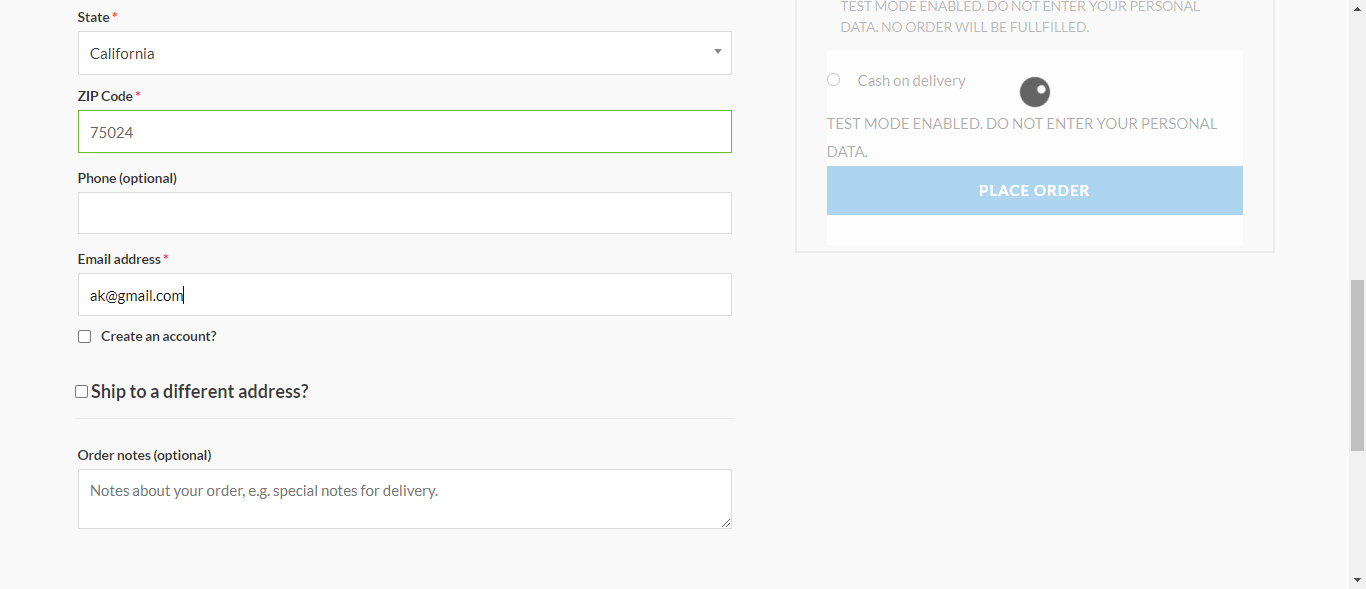 State *
California
ZIP Code *
75024
Phone (optional)
Email address *
ak@gmail.com
Create an account?
Ship to a different address?
Order notes (optional)
Notes about your order, e.g. special notes for delivery.
TEST MODE ENABLED. DO NOT ENTER YOUR PERSONAL
DATA. NO ORDER WILL BE FULLFILLED.
Cash on delivery
TEST MODE ENABLED. DO NOT ENTER YOUR PERSONAL
DATA.
PLACE ORDER